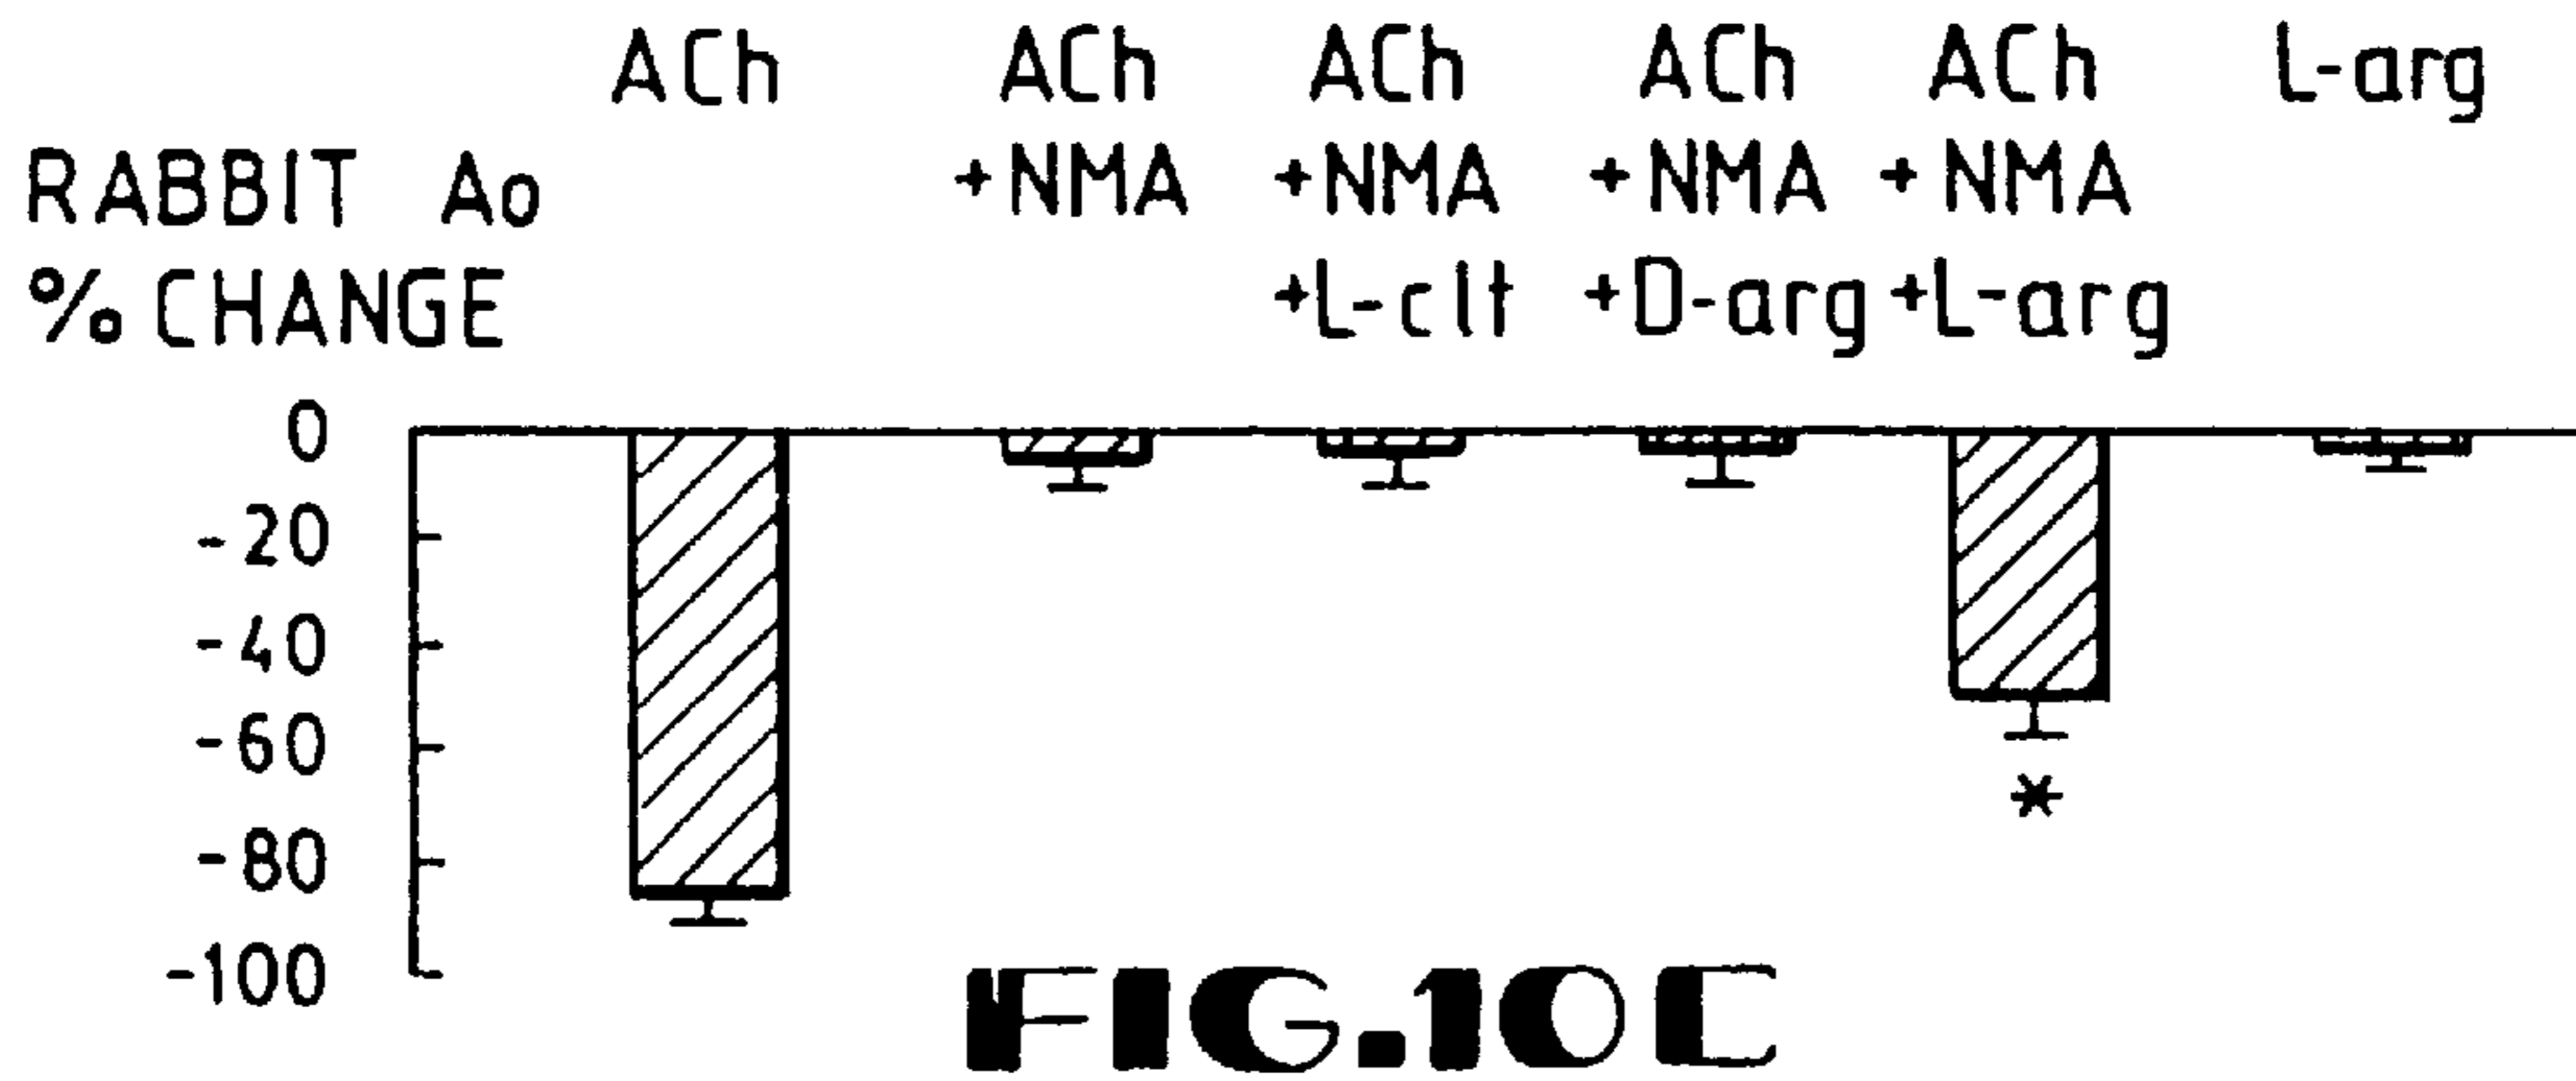 ACh ACh ACh ACh ACh L-arg
RABBIT Ao +NMA +NMA +NMA +NMA
% CHANGE +L-cIt +D-arg +L-arg
0
-20
-40
-60
-80
-100
*
FIG.10C